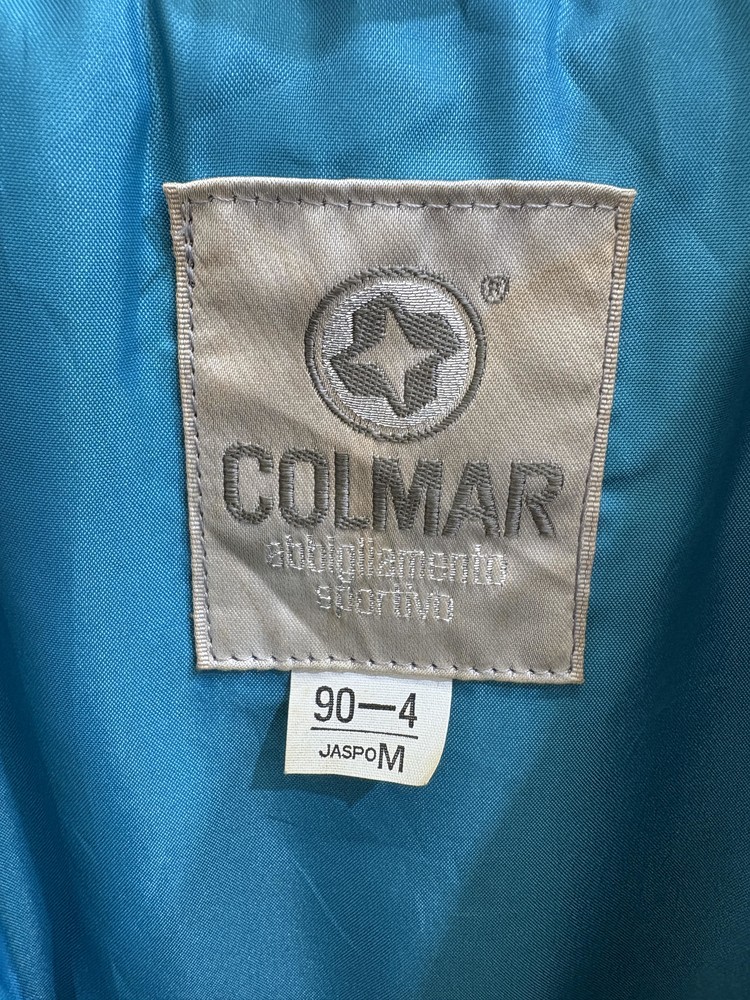 ®
COLMAR
abbigliamento
sportivo
90—4
JASPO M